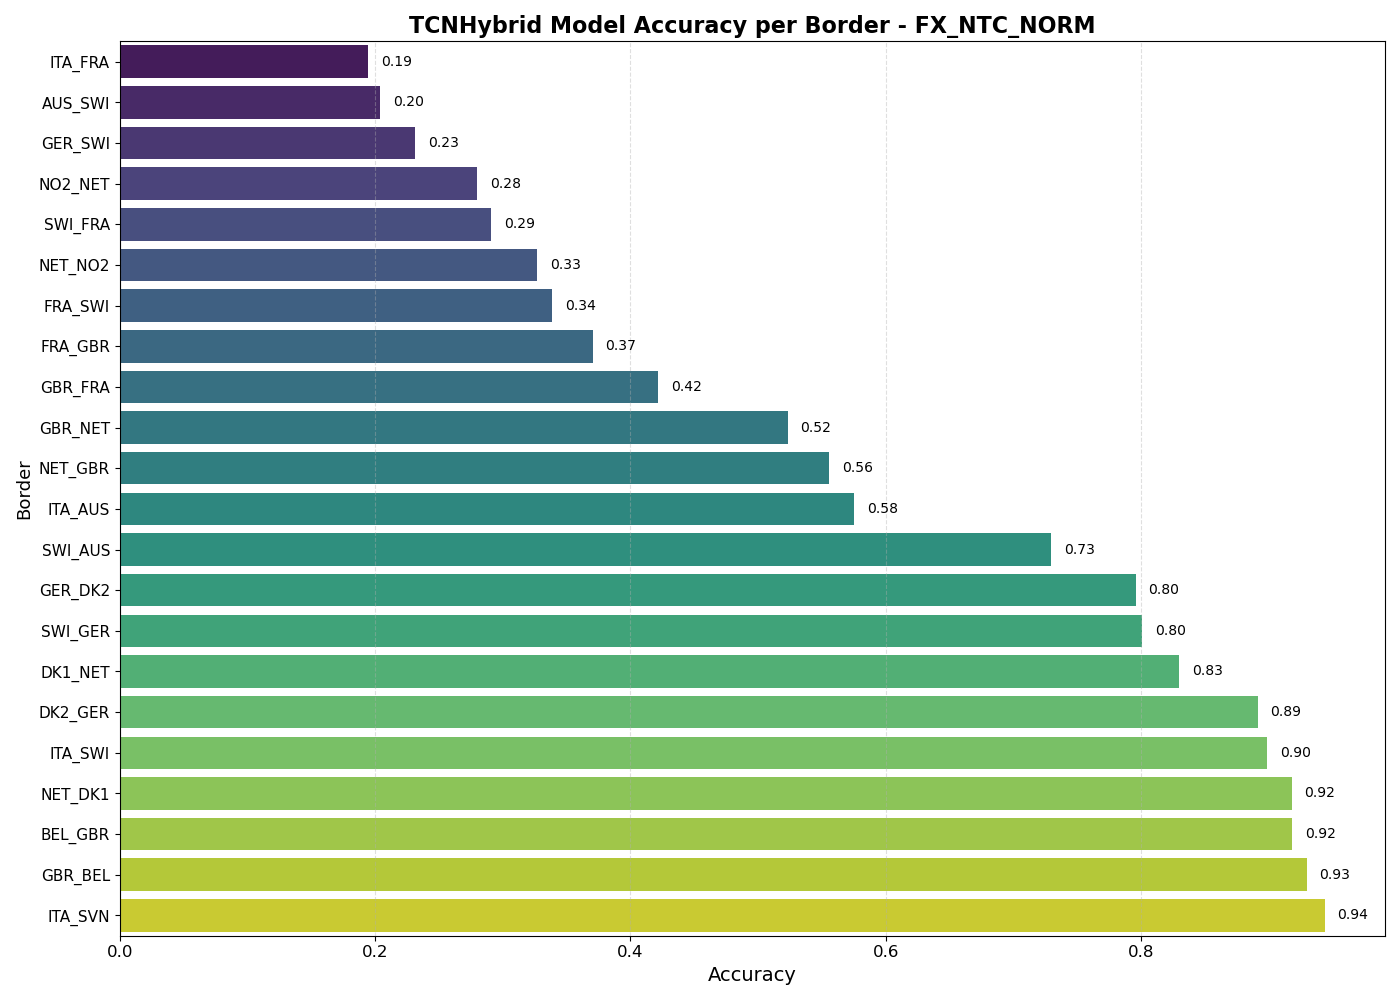 TCNHybrid Model Accuracy per Border - FX_NTC_NORM
Border
ITA_FRA 0.19
AUS_SWI 0.20
GER_SWI 0.23
NO2_NET 0.28
SWI_FRA 0.29
NET_NO2 0.33
FRA_SWI 0.34
FRA_GBR 0.37
GBR_FRA 0.42
GBR_NET 0.52
NET_GBR 0.56
ITA_AUS 0.58
SWI_AUS 0.73
GER_DK2 0.80
SWI_GER 0.80
DK1_NET 0.83
DK2_GER 0.89
ITA_SWI 0.90
NET_DK1 0.92
BEL_GBR 0.92
GBR_BEL 0.93
ITA_SVN 0.94
0.0 0.2 0.4 0.6 0.8
Accuracy